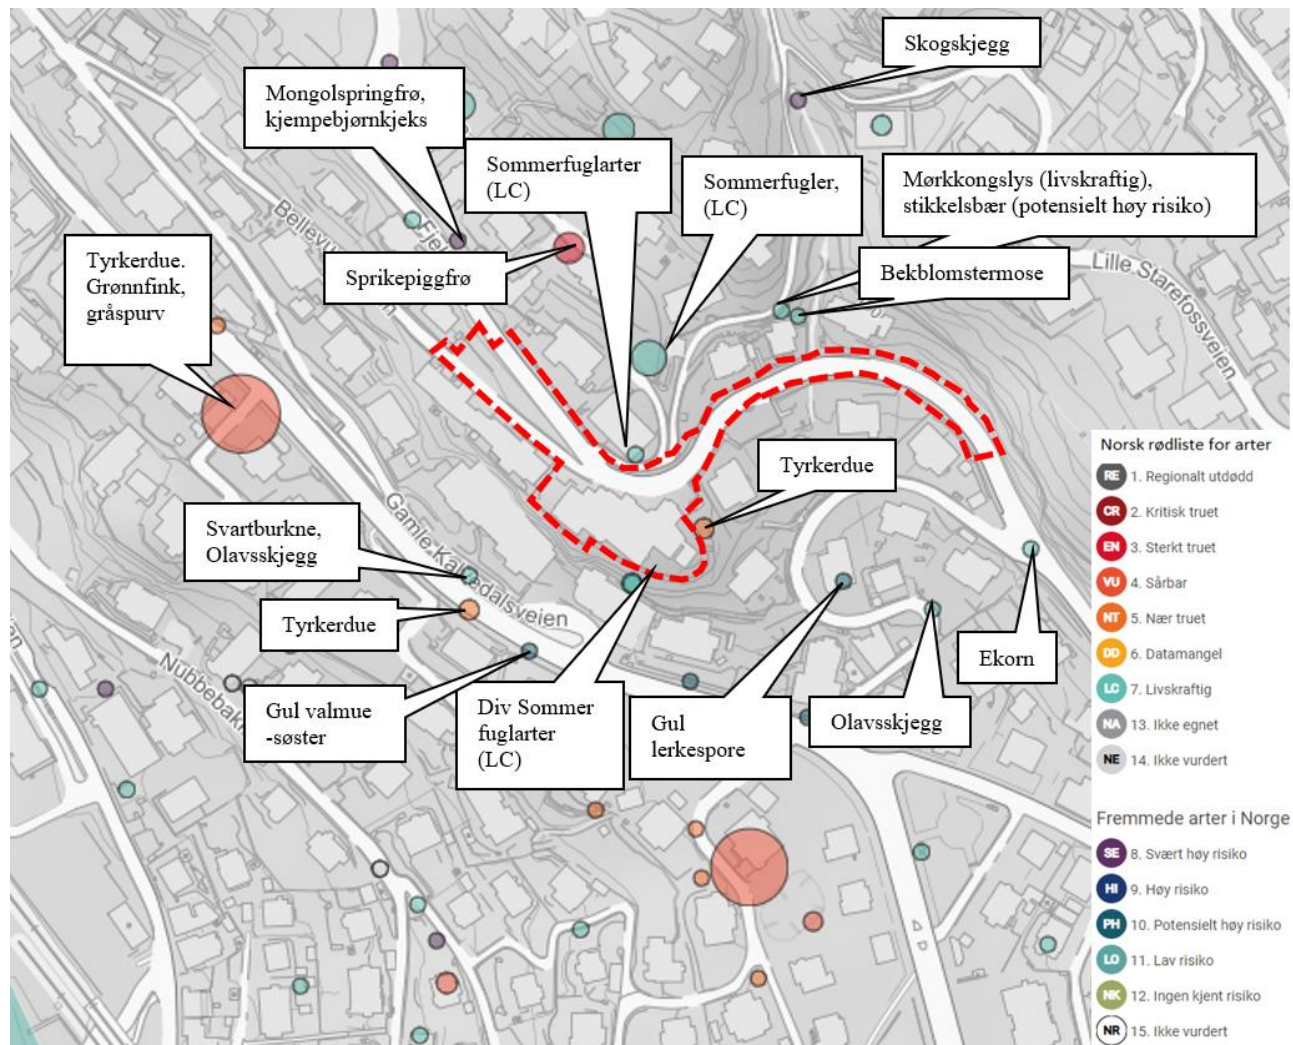 Skogskjegg
Mongolspringfrø,
kjempebjørnkjeks
Sommerfuglarter
(LC)
Sommerfugler,
(LC)
Mørkkongslys (livskraftig),
stikkelsbær (potensielt høy risiko)
Tyrkerdue.
Grønnfink,
gråspurv
Sprikepiggfrø
Bekblomstermose
Lille Starefossveien
Tyrkerdue
Svartburkne,
Olavsskjegg
Gamle Kalvedalsveien
Tyrkerdue
Ekorn
Gul valmue
-søster
Div Sommer
fuglarter
(LC)
Gul
lerkespore
Olavsskjegg
Norsk rødliste for arter
RE 1. Regionalt utdødd
CR 2. Kritisk truet
EN 3. Sterkt truet
VU 4. Sårbar
NT 5. Nær truet
DD 6. Datamangel
LC 7. Livskraftig
NA 13. Ikke egnet
NE 14. Ikke vurdert
Fremmede arter i Norge
SE 8. Svært høy risiko
HI 9. Høy risiko
PH 10. Potensielt høy risiko
LO 11. Lav risiko
NK 12. Ingen kjent risiko
NR 15. Ikke vurdert